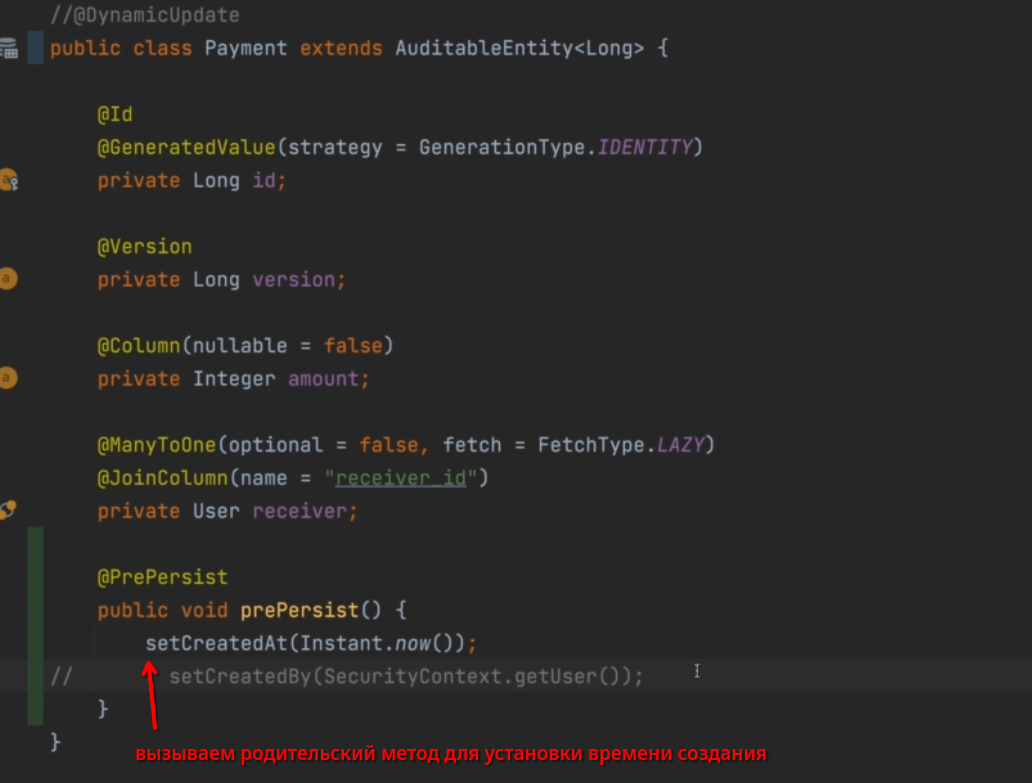 //@DynamicUpdate
public class Payment extends AuditableEntity<Long> {
@Id
@GeneratedValue(strategy = GenerationType.IDENTITY)
private Long id;
@Version
private Long version;
@Column(nullable = false)
private Integer amount;
@ManyToOne(optional = false, fetch = FetchType.LAZY)
@JoinColumn(name = "receiver_id")
private User receiver;
@PrePersist
public void prePersist() {
setCreatedAt(Instant.now());
// setCreatedBy(SecurityContext.getUser());
}
}
вызываем родительский метод для установки времени создания